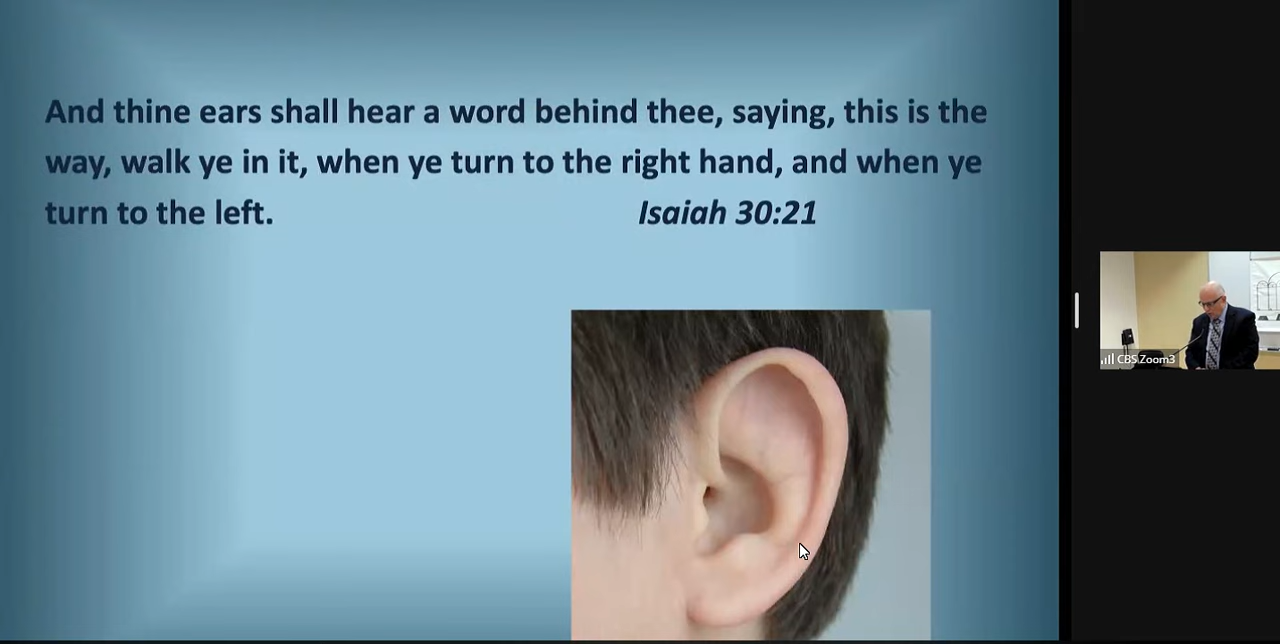 And thine ears shall hear a word behind thee, saying, this is the
way, walk ye in it, when ye turn to the right hand, and when ye
turn to the left. Isaiah 30:21
CBS Zoom3